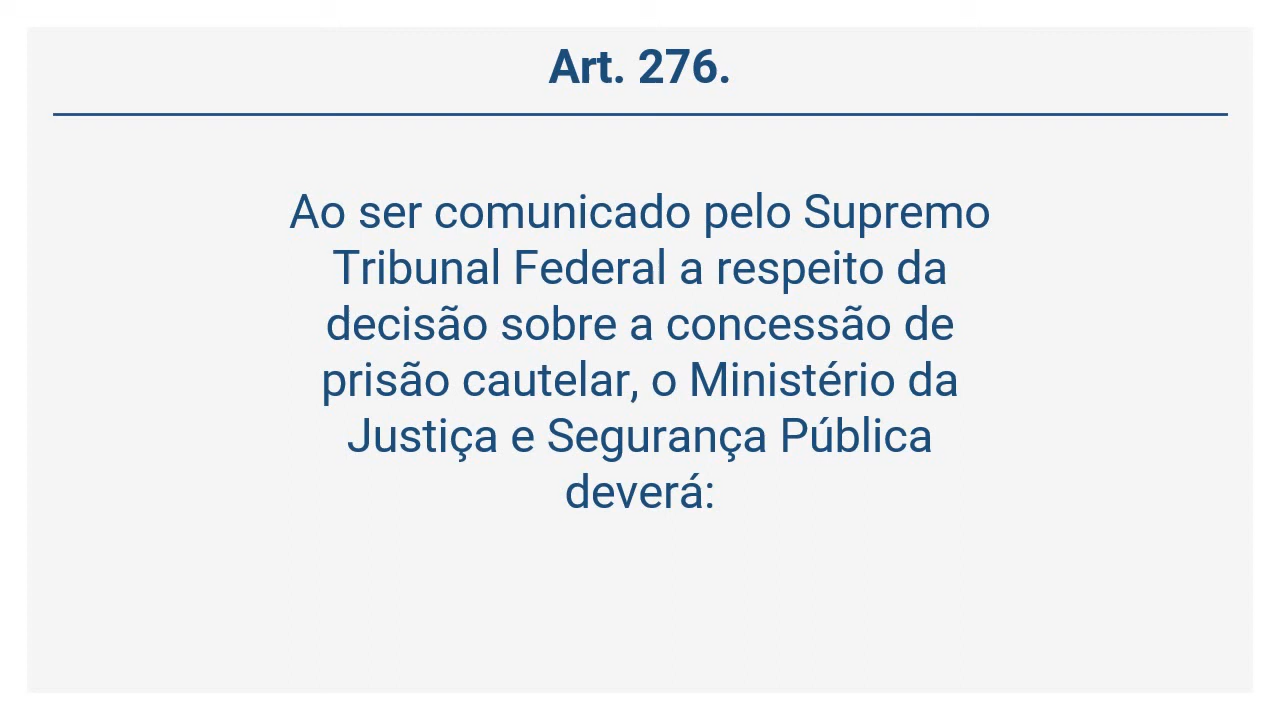 Art. 276.
Ao ser comunicado pelo Supremo
Tribunal Federal a respeito da
decisão sobre a concessão de
prisão cautelar, o Ministério da
Justiça e Segurança Pública
deverá: